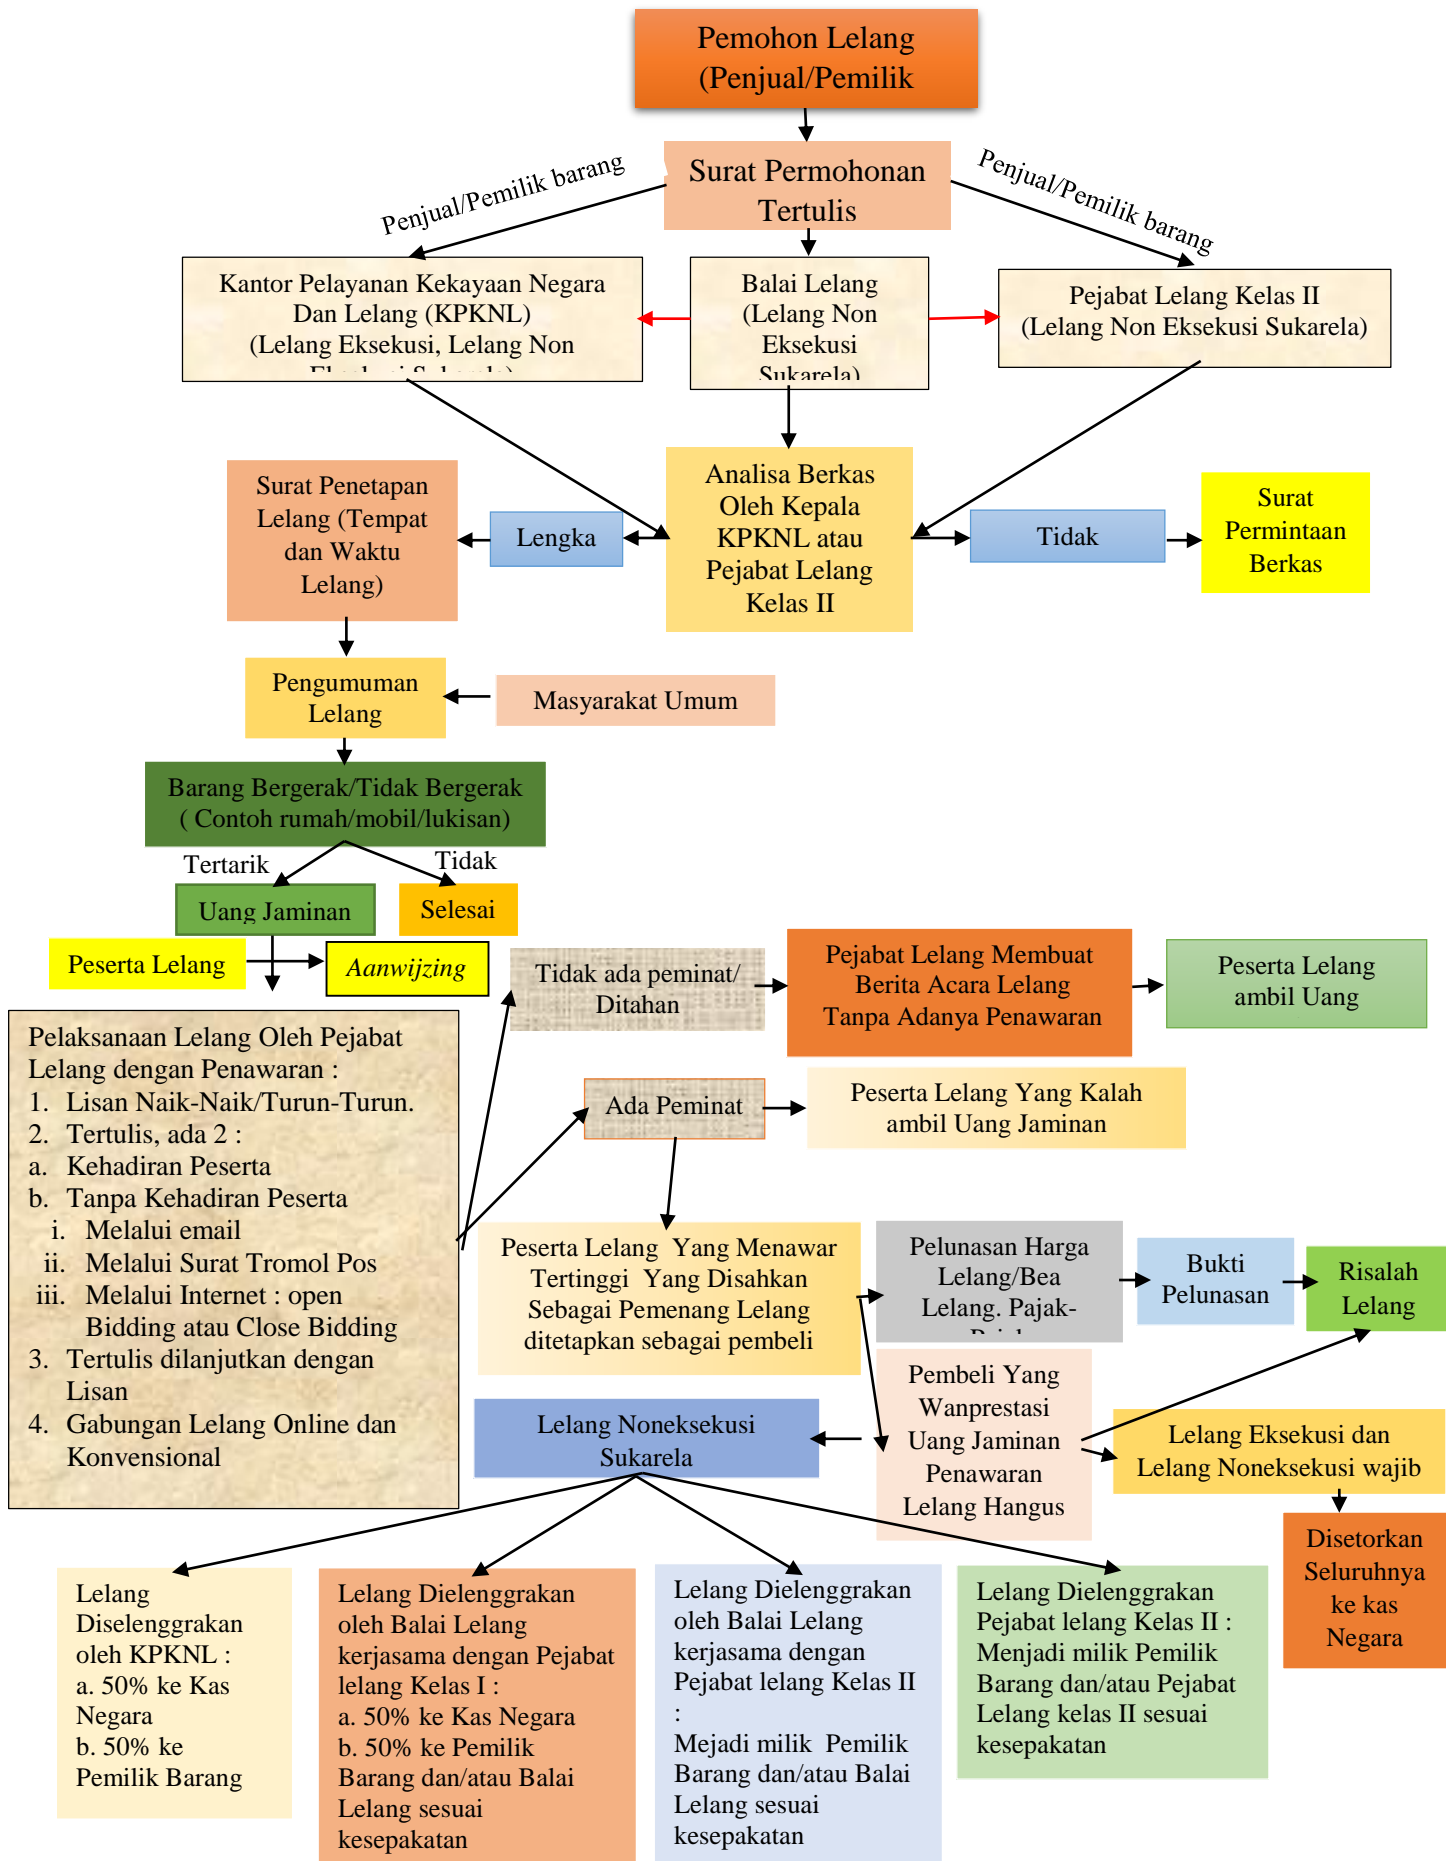 Pemohon Lelang
(Penjual/Pemilik
Surat Permohonan
Tertulis
Penjual/Pemilik barang
Penjual/Pemilik barang
Kantor Pelayanan Kekayaan Negara
Dan Lelang (KPKNL)
(Lelang Eksekusi, Lelang Non
Balai Lelang
(Lelang Non
Eksekusi
Sukarela)
Pejabat Lelang Kelas II
(Lelang Non Eksekusi Sukarela)
Surat Penetapan
Lelang (Tempat
dan Waktu
Lelang)
Lengka
Analisa Berkas
Oleh Kepala
KPKNL atau
Pejabat Lelang
Kelas II
Tidak
Surat
Permintaan
Berkas
Pengumuman
Lelang
Masyarakat Umum
Barang Bergerak/Tidak Bergerak
( Contoh rumah/mobil/lukisan)
Tertarik
Tidak
Uang Jaminan
Selesai
Peserta Lelang
Aanwijzing
Tidak ada peminat/
Ditahan
Pejabat Lelang Membuat
Berita Acara Lelang
Tanpa Adanya Penawaran
Peserta Lelang
ambil Uang
Pelaksanaan Lelang Oleh Pejabat
Lelang dengan Penawaran :
1. Lisan Naik-Naik/Turun-Turun.
2. Tertulis, ada 2 :
a. Kehadiran Peserta
b. Tanpa Kehadiran Peserta
i. Melalui email
ii. Melalui Surat Tromol Pos
iii. Melalui Internet : open
Bidding atau Close Bidding
3. Tertulis dilanjutkan dengan
Lisan
4. Gabungan Lelang Online dan
Konvensional
Ada Peminat
Peserta Lelang Yang Kalah
ambil Uang Jaminan
Peserta Lelang Yang Menawar
Tertinggi Yang Disahkan
Sebagai Pemenang Lelang
ditetapkan sebagai pembeli
Pelunasan Harga
Lelang/Bea
Lelang. Pajak-
Bukti
Pelunasan
Risalah
Lelang
Pembeli Yang
Wanprestasi
Uang Jaminan
Penawaran
Lelang Hangus
Lelang Noneksekusi
Sukarela
Lelang Eksekusi dan
Lelang Noneksekusi wajib
Disetorkan
Seluruhnya
ke kas
Negara
Lelang
Diselenggrakan
oleh KPKNL :
a. 50% ke Kas
Negara
b. 50% ke
Pemilik Barang
Lelang Dielenggrakan
oleh Balai Lelang
kerjasama dengan Pejabat
lelang Kelas I :
a. 50% ke Kas Negara
b. 50% ke Pemilik
Barang dan/atau Balai
Lelang sesuai
kesepakatan
Lelang Dielenggrakan
oleh Balai Lelang
kerjasama dengan
Pejabat lelang Kelas II
:
Mejadi milik Pemilik
Barang dan/atau Balai
Lelang sesuai
kesepakatan
Lelang Dielenggrakan
Pejabat lelang Kelas II :
Menjadi milik Pemilik
Barang dan/atau Pejabat
Lelang kelas II sesuai
kesepakatan